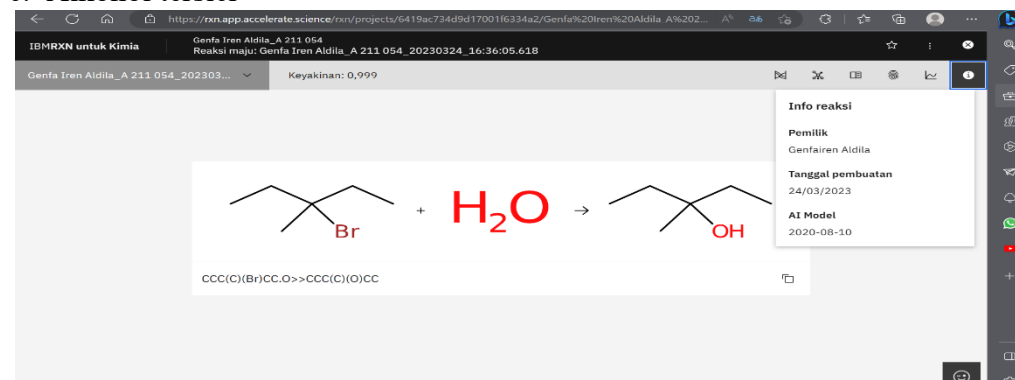 https://rxn.app.accelerate.science/rxn/projects/6419ac734d9d17001f6334a2/Genfa%20Iren%20Aldila%20A%202...
IBMRXN untuk Kimia
Genfa Iren Aldila_A 211 054
Reaksi maju: Genfa Iren Aldila_A 211 054_20230324_16:36:05.618
Genfa Iren Aldila_A 211 054_202303...
Keyakinan: 0,999
Info reaksi
Pemilik
Genfairen Aldila
Tanggal pembuatan
24/03/2023
AI Model
2020-08-10
Br + H₂O → OH
CCC(C)(Br)CC.O>>CCC(C)(O)CC